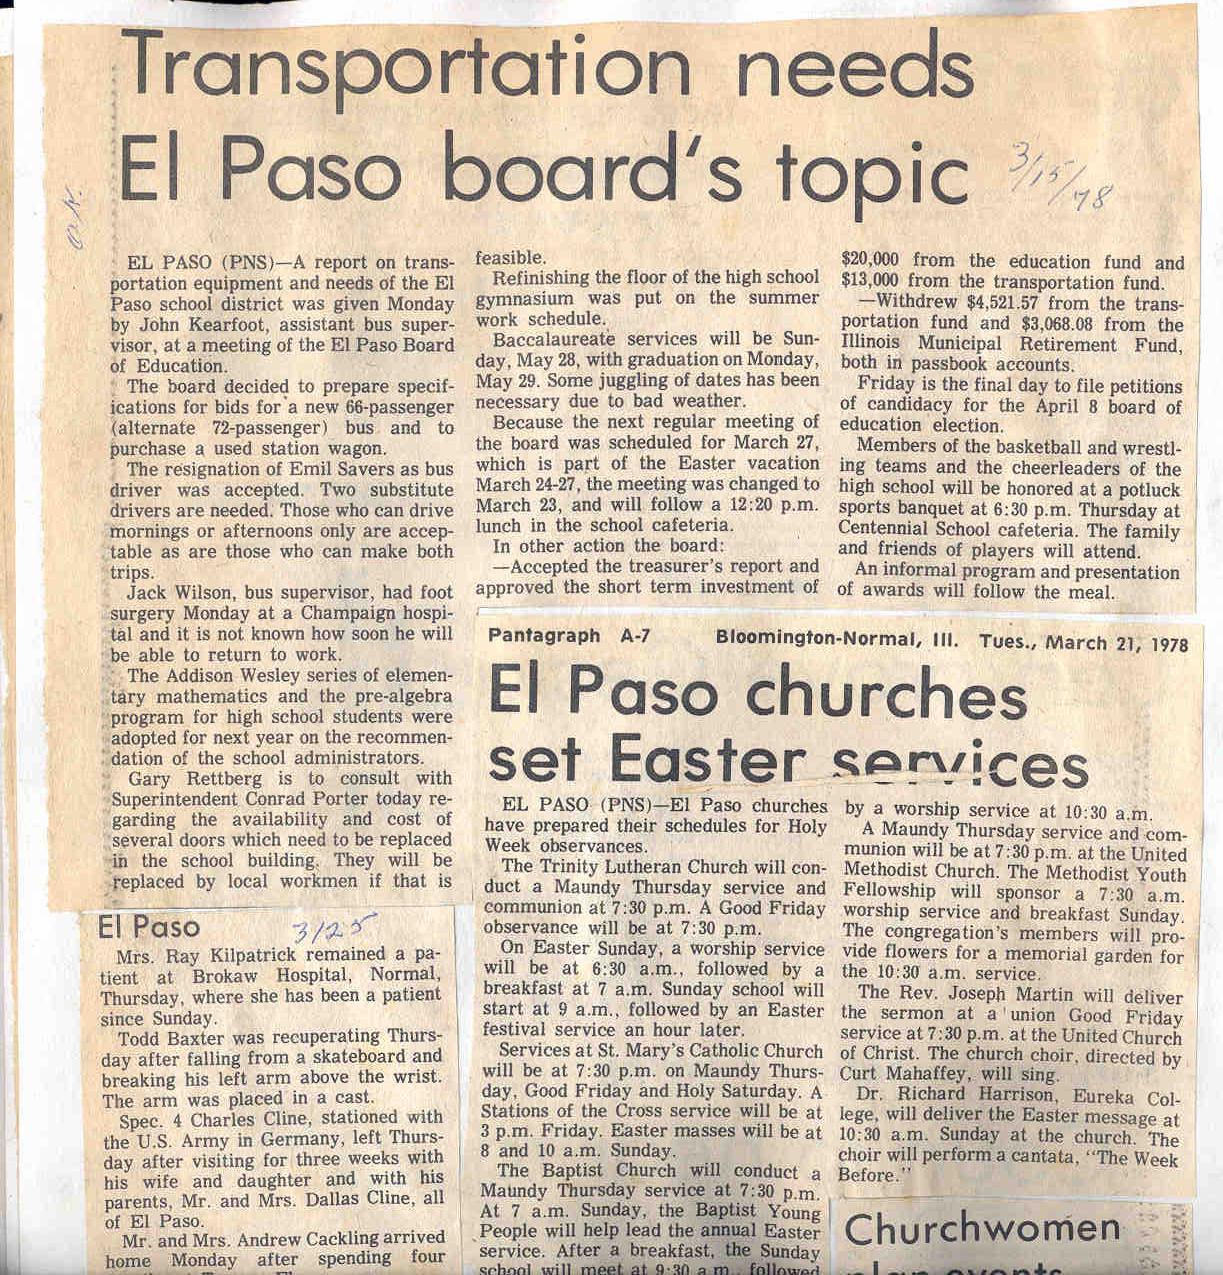 Transportation needs
El Paso board's topic
3/15/78
O.K.
EL PASO (PNS)—A report on trans-
portation equipment and needs of the El
Paso school district was given Monday
by John Kearfoot, assistant bus super-
visor, at a meeting of the El Paso Board
of Education.
The board decided to prepare specif-
ications for bids for a new 66-passenger
(alternate 72-passenger) bus and to
purchase a used station wagon.
The resignation of Emil Savers as bus
driver was accepted. Two substitute
drivers are needed. Those who can drive
mornings or afternoons only are accep-
table as are those who can make both
trips.
Jack Wilson, bus supervisor, had foot
surgery Monday at a Champaign hospi-
tal and it is not known how soon he will
be able to return to work.
The Addison Wesley series of elemen-
tary mathematics and the pre-algebra
program for high school students were
adopted for next year on the recommen-
dation of the school administrators.
Gary Rettberg is to consult with
Superintendent Conrad Porter today re-
garding the availability and cost of
several doors which need to be replaced
in the school building. They will be
replaced by local workmen if that is
feasible.
Refinishing the floor of the high school
gymnasium was put on the summer
work schedule.
Baccalaureate services will be Sun-
day, May 28, with graduation on Monday,
May 29. Some juggling of dates has been
necessary due to bad weather.
Because the next regular meeting of
the board was scheduled for March 27,
which is part of the Easter vacation
March 24-27, the meeting was changed to
March 23, and will follow a 12:20 p.m.
lunch in the school cafeteria.
In other action the board:
—Accepted the treasurer's report and
approved the short term investment of
$20,000 from the education fund and
$13,000 from the transportation fund.
—Withdrew $4,521.57 from the trans-
portation fund and $3,068.08 from the
Illinois Municipal Retirement Fund,
both in passbook accounts.
Friday is the final day to file petitions
of candidacy for the April 8 board of
education election.
Members of the basketball and wrestl-
ing teams and the cheerleaders of the
high school will be honored at a potluck
sports banquet at 6:30 p.m. Thursday at
Centennial School cafeteria. The family
and friends of players will attend.
An informal program and presentation
of awards will follow the meal.
El Paso 3/25
Mrs. Ray Kilpatrick remained a pa-
tient at Brokaw Hospital, Normal,
Thursday, where she has been a patient
since Sunday.
Todd Baxter was recuperating Thurs-
day after falling from a skateboard and
breaking his left arm above the wrist.
The arm was placed in a cast.
Spec. 4 Charles Cline, stationed with
the U.S. Army in Germany, left Thurs-
day after visiting for three weeks with
his wife and daughter and with his
parents, Mr. and Mrs. Dallas Cline, all
of El Paso.
Mr. and Mrs. Andrew Cackling arrived
home Monday after spending four
Pantagraph A-7 Bloomington-Normal, Ill. Tues., March 21, 1978
El Paso churches
set Easter services
EL PASO (PNS)—El Paso churches
have prepared their schedules for Holy
Week observances.
The Trinity Lutheran Church will con-
duct a Maundy Thursday service and
communion at 7:30 p.m. A Good Friday
observance will be at 7:30 p.m.
On Easter Sunday, a worship service
will be at 6:30 a.m., followed by a
breakfast at 7 a.m. Sunday school will
start at 9 a.m., followed by an Easter
festival service an hour later.
Services at St. Mary's Catholic Church
will be at 7:30 p.m. on Maundy Thurs-
day, Good Friday and Holy Saturday. A
Stations of the Cross service will be at
3 p.m. Friday. Easter masses will be at
8 and 10 a.m. Sunday.
The Baptist Church will conduct a
Maundy Thursday service at 7:30 p.m.
At 7 a.m. Sunday, the Baptist Young
People will help lead the annual Easter
service. After a breakfast, the Sunday
school will meet at 9:30 a.m., followed
by a worship service at 10:30 a.m.
A Maundy Thursday service and com-
munion will be at 7:30 p.m. at the United
Methodist Church. The Methodist Youth
Fellowship will sponsor a 7:30 a.m.
worship service and breakfast Sunday.
The congregation's members will pro-
vide flowers for a memorial garden for
the 10:30 a.m. service.
The Rev. Joseph Martin will deliver
the sermon at a union Good Friday
service at 7:30 p.m. at the United Church
of Christ. The church choir, directed by
Curt Mahaffey, will sing.
Dr. Richard Harrison, Eureka Col-
lege, will deliver the Easter message at
10:30 a.m. Sunday at the church. The
choir will perform a cantata, "The Week
Before."
Churchwomen
plan events